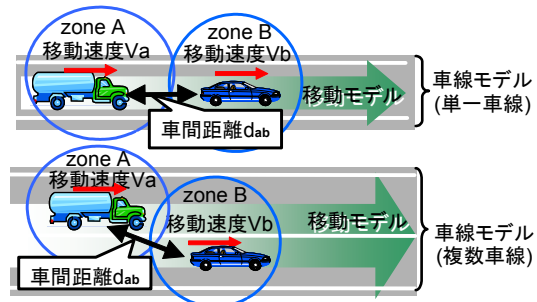 zone A
移動速度Va
zone B
移動速度Vb
移動モデル
車間距離dab
車線モデル
(単一車線)
zone A
移動速度Va
zone B
移動速度Vb
移動モデル
車間距離dab
車線モデル
(複数車線)